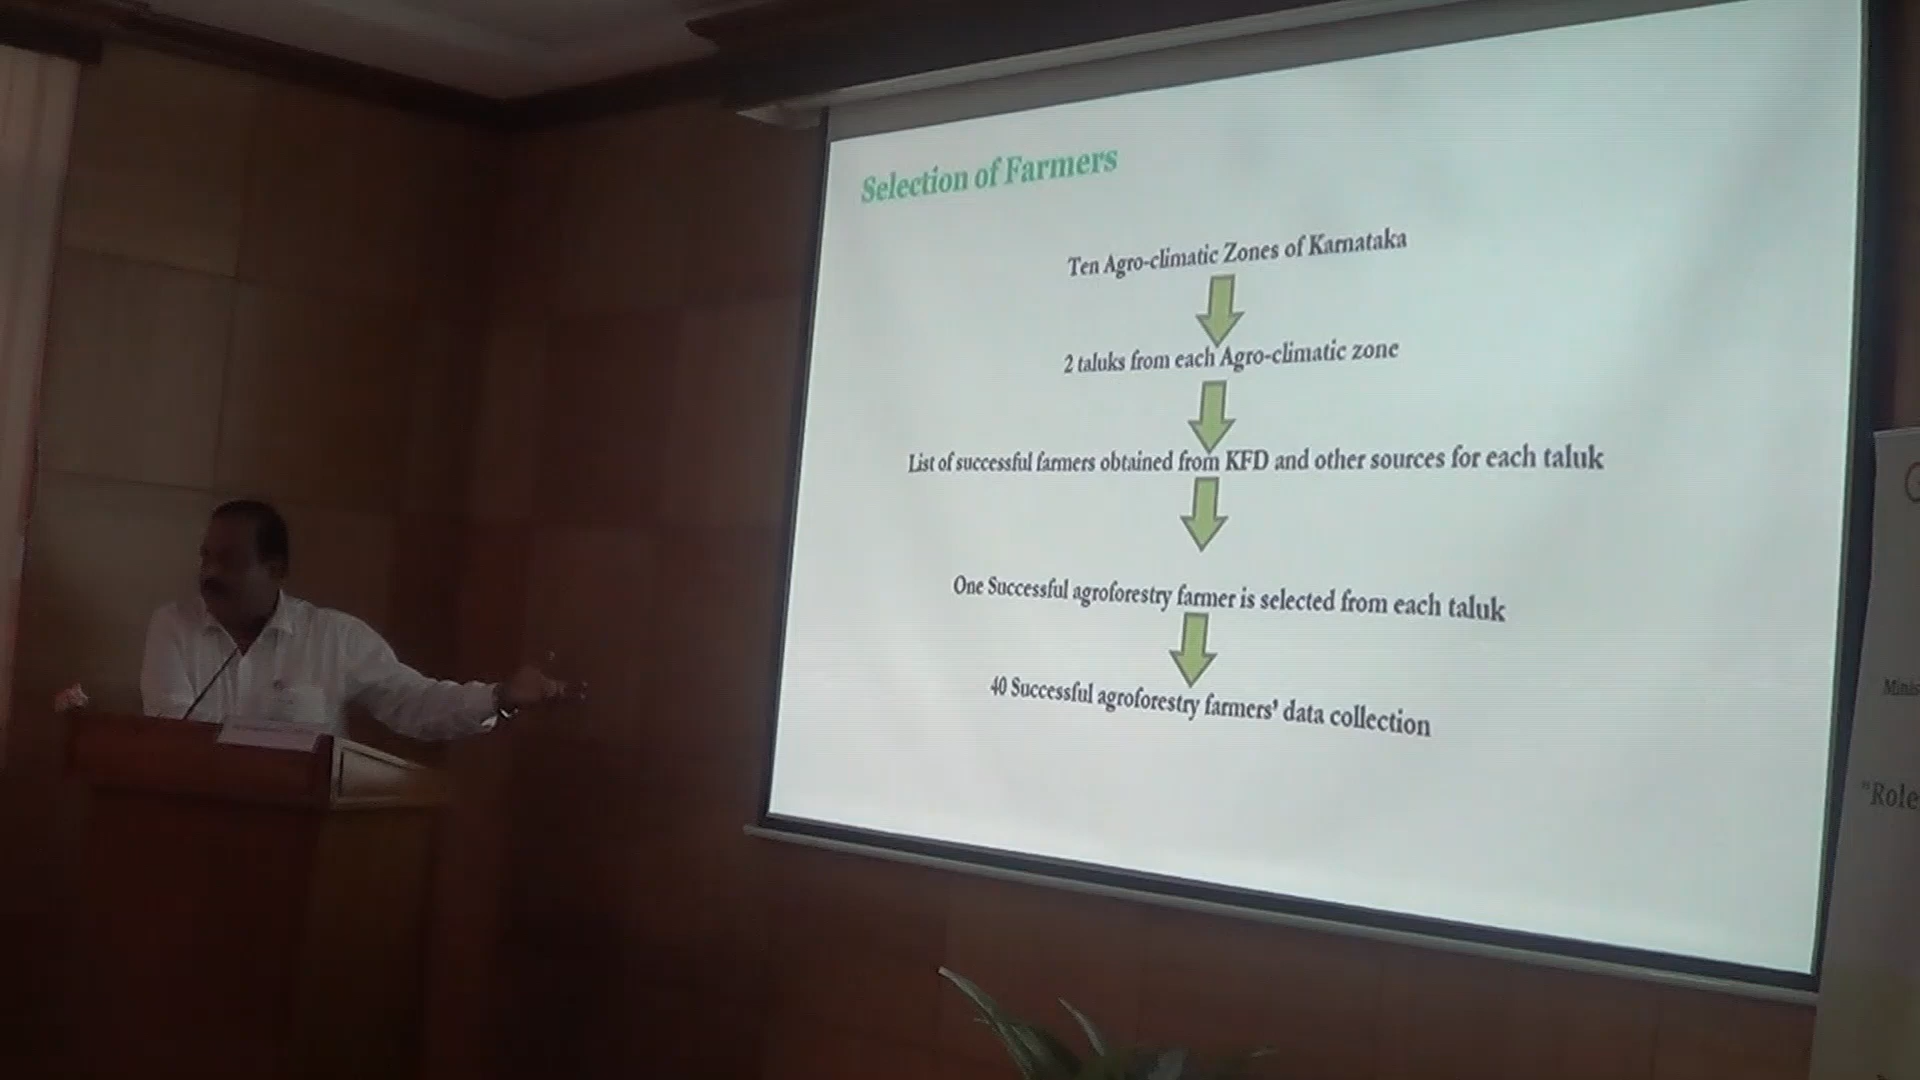 Selection of Farmers
Ten Agro-climatic Zones of Karnataka
2 taluks from each Agro-climatic zone
List of successful farmers obtained from KFD and other sources for each taluk
One Successful agroforestry farmer is selected from each taluk
40 Successful agroforestry farmers' data collection
Minis
"Role